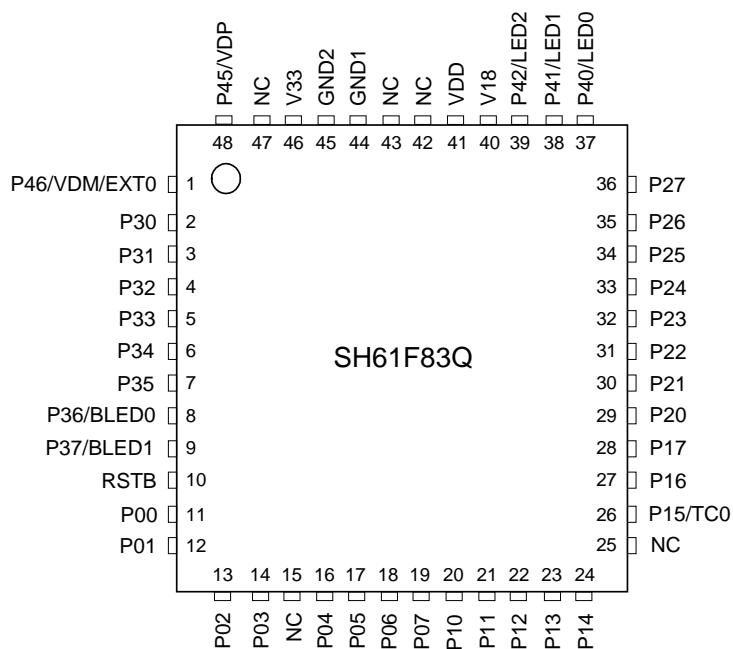 P45/VDP
NC
V33
GND2
GND1
NC
NC
VDD
V18
P42/LED2
P41/LED1
P40/LED0
48 47 46 45 44 43 42 41 40 39 38 37
P46/VDM/EXT0 1 36 P27
P30 2 35 P26
P31 3 34 P25
P32 4 33 P24
P33 5 32 P23
P34 6 31 P22
SH61F83Q
P35 7 30 P21
P36/BLED0 8 29 P20
P37/BLED1 9 28 P17
RSTB 10 27 P16
P00 11 26 P15/TC0
P01 12 25 NC
13 14 15 16 17 18 19 20 21 22 23 24
P02
P03
NC
P04
P05
P06
P07
P10
P11
P12
P13
P14